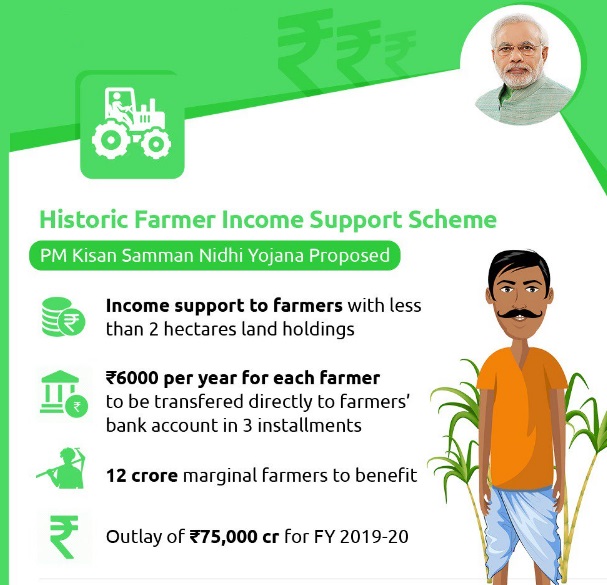 ₹₹₹
Historic Farmer Income Support Scheme
PM Kisan Samman Nidhi Yojana Proposed
Income support to farmers with less
than 2 hectares land holdings
₹6000 per year for each farmer
to be transfered directly to farmers’
bank account in 3 installments
12 crore marginal farmers to benefit
Outlay of ₹75,000 cr for FY 2019-20